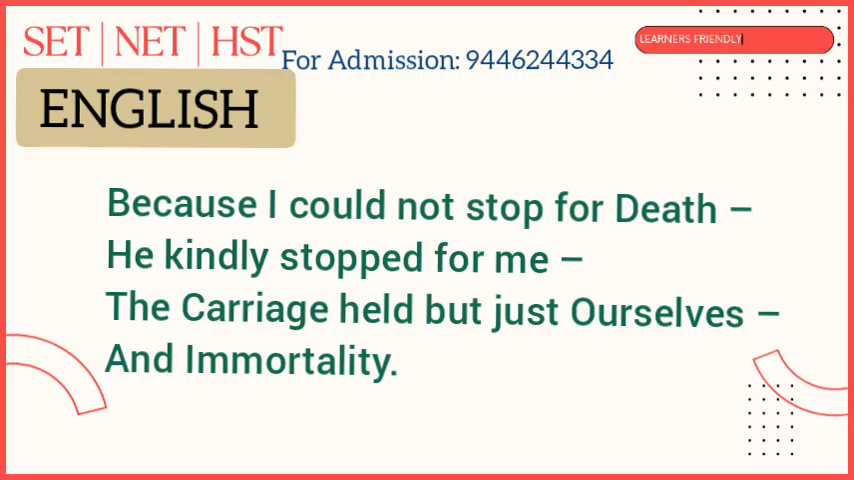 SET | NET | HST
For Admission: 9446244334
LEARNERS FRIENDLY
ENGLISH
Because I could not stop for Death –
He kindly stopped for me –
The Carriage held but just Ourselves –
And Immortality.